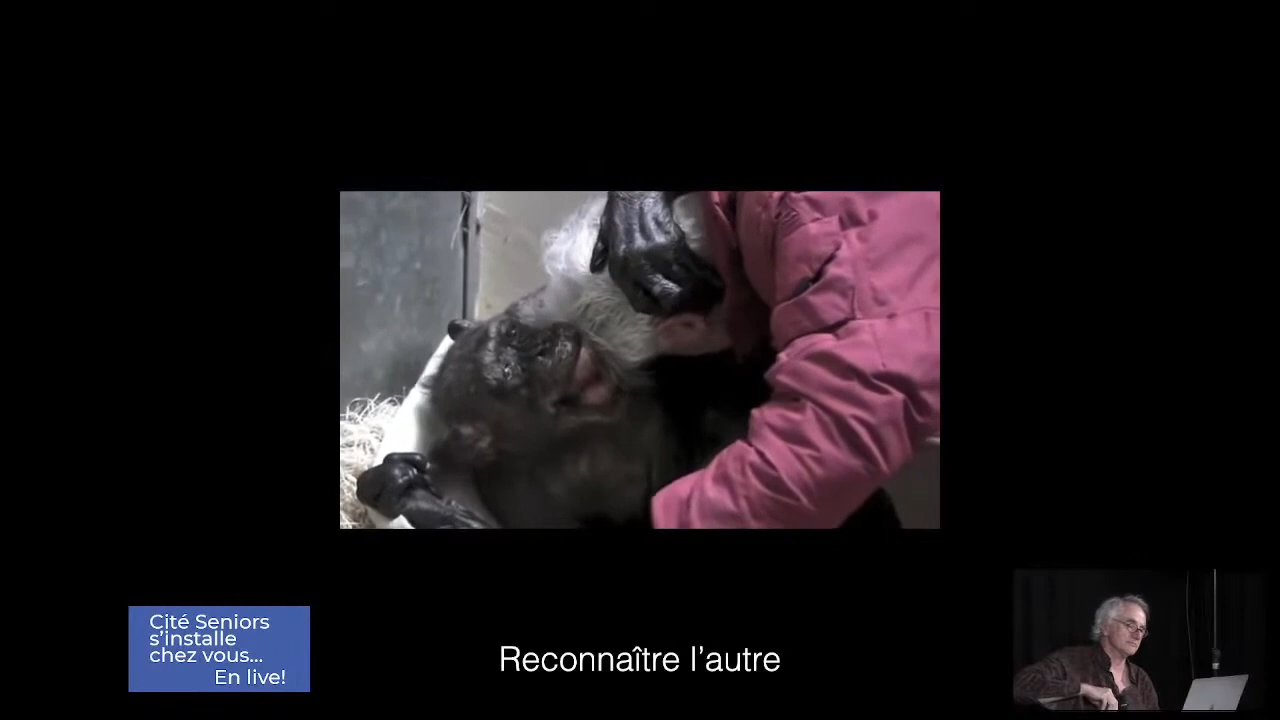 Cité Seniors
s'installe
chez vous...
En live!
Reconnaître l'autre